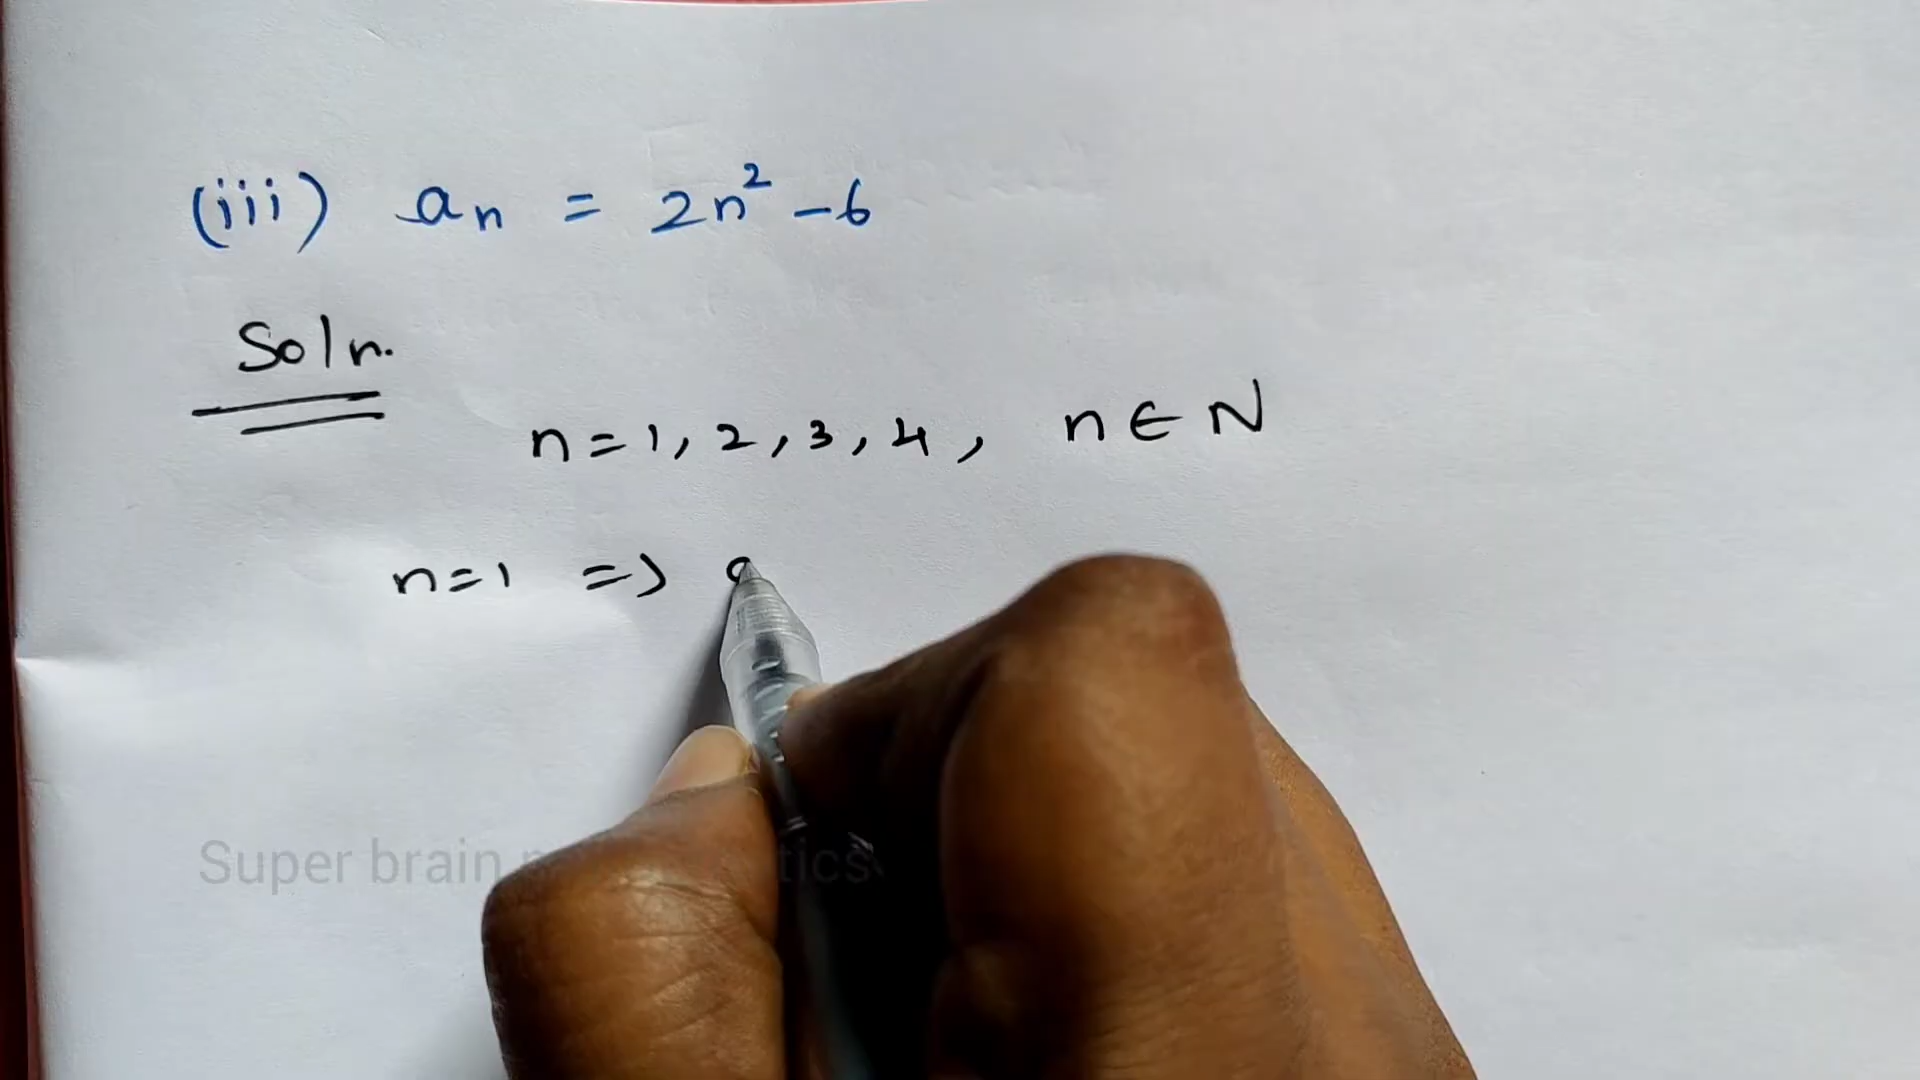 (iii) aₙ = 2n² - 6
Soln.
n = 1, 2, 3, 4, n ∈ N
n = 1 =>
Super brain